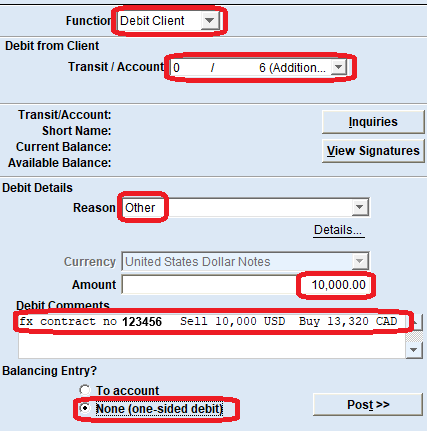 Function Debit Client
Debit from Client
Transit / Account 0 / 6 (Addition...
Transit/Account:
Short Name:
Current Balance:
Available Balance:
Inquiries
View Signatures
Debit Details
Reason Other
Details...
Currency United States Dollar Notes
Amount 10,000.00
Debit Comments
fx contract no 123456 Sell 10,000 USD Buy 13,320 CAD
Balancing Entry?
To account
None (one-sided debit)
Post >>